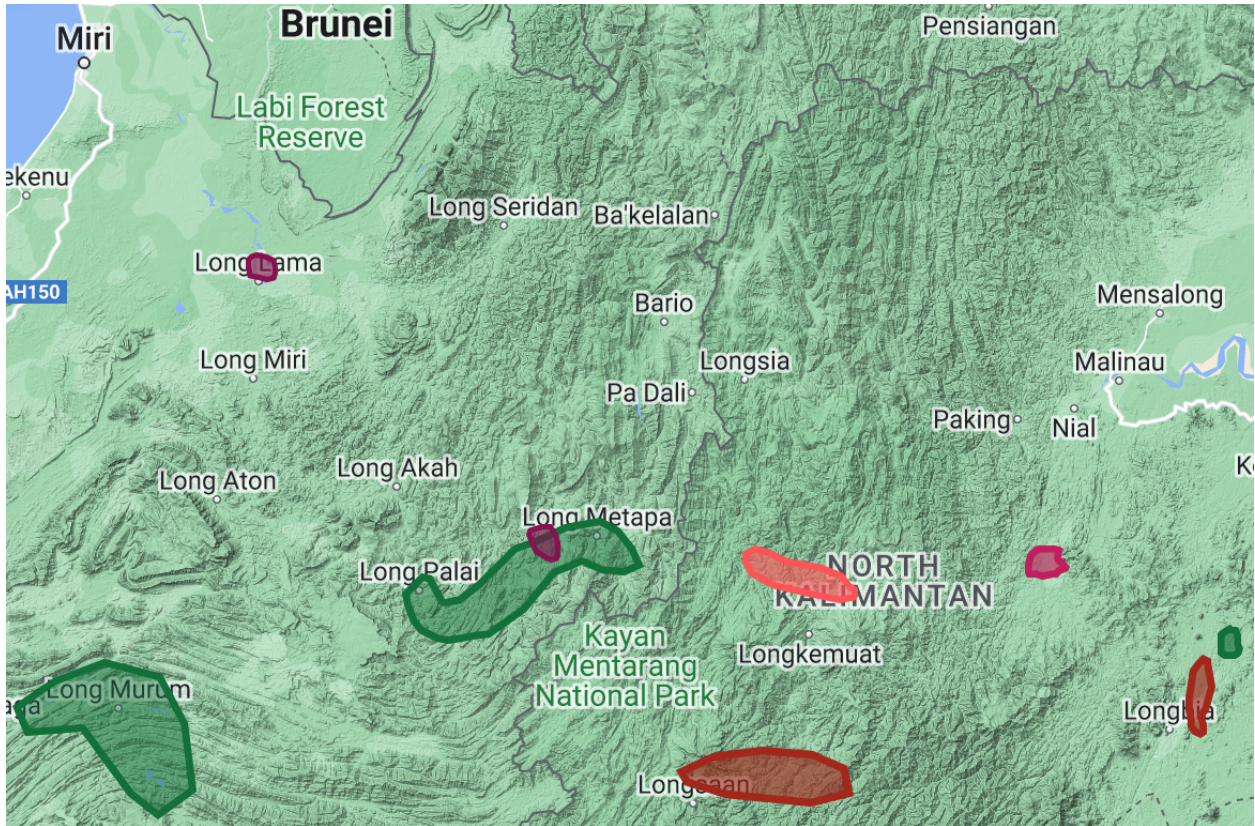 Brunei
Pensiangan
Miri
Labi Forest
Reserve
ekenu
Long Seridan
Ba'kelalan
Long Lama
AH150
Bario
Mensalong
Long Miri
Longsia
Malinau
Pa Dali
Paking
Nial
Long Akah
Long Aton
Long Metapa
Long Palai
NORTH
KALIMANTAN
Kayan
Mentarang
National Park
Longkemuat
Long Murum
Longbia
Longsaan